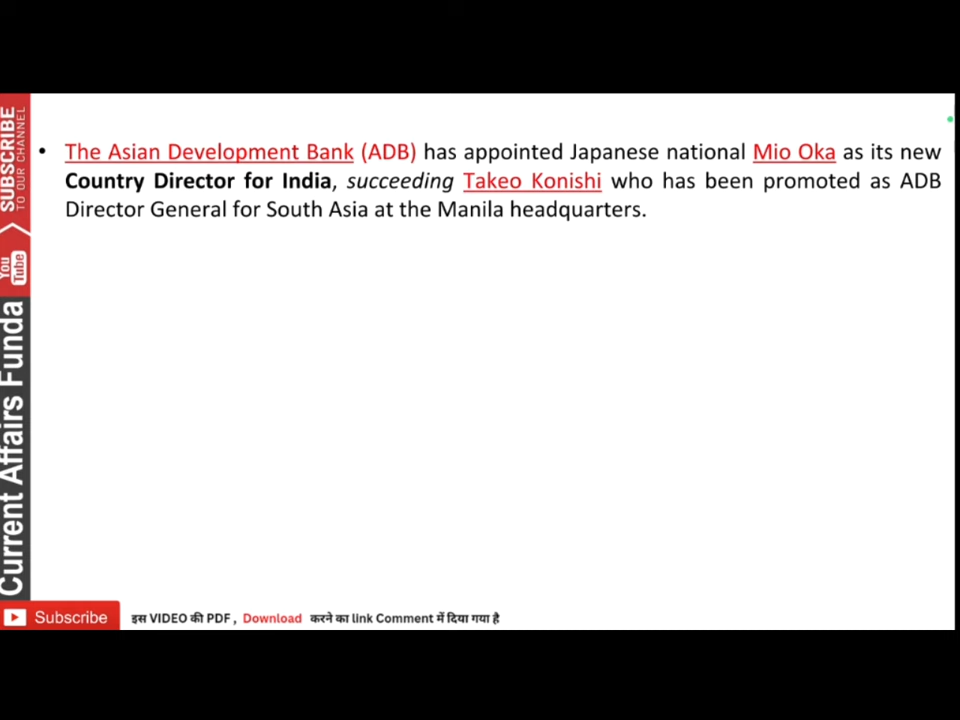 SUBSCRIBE
TO OUR CHANNEL
You Tube
Current Affairs Funda
• The Asian Development Bank (ADB) has appointed Japanese national Mio Oka as its new
Country Director for India, succeeding Takeo Konishi who has been promoted as ADB
Director General for South Asia at the Manila headquarters.
Subscribe
इस VIDEO की PDF , Download करने का link Comment में दिया गया है